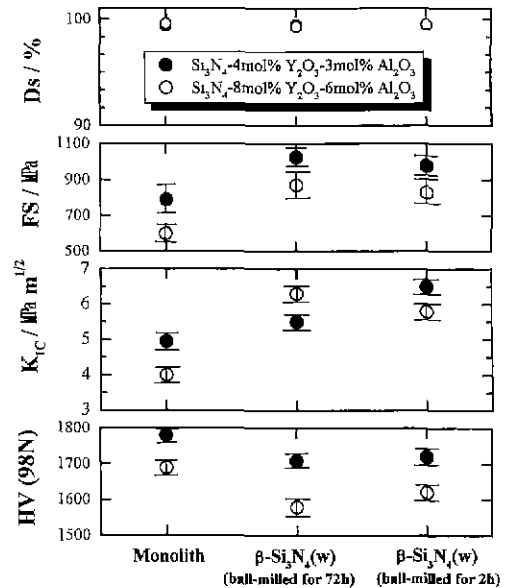 100
90
Ds / %
Si₃N₄-4mol% Y₂O₃-3mol% Al₂O₃
Si₃N₄-8mol% Y₂O₃-6mol% Al₂O₃
1100
900
700
500
FS / MPa
7
6
5
4
3
K_IC / MPa m^1/2
1800
1700
1600
1500
HV (98N)
Monolith
β-Si₃N₄(w)
(ball-milled for 72h)
β-Si₃N₄(w)
(ball-milled for 2h)